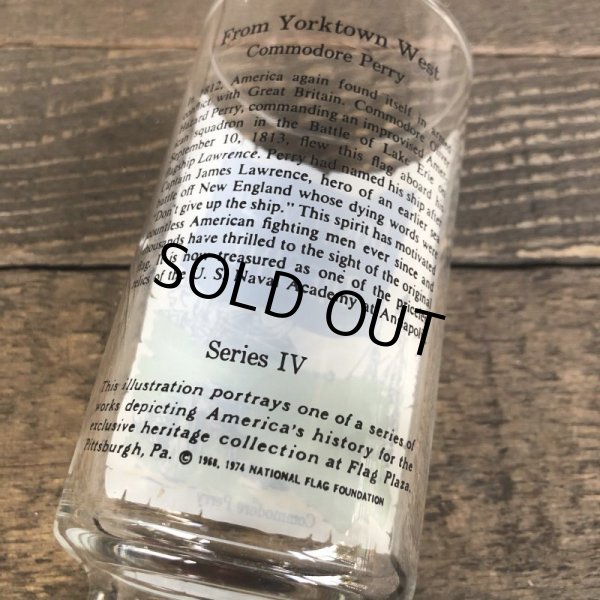 From Yorktown West
Commodore Perry
In 1812, America again found itself in armed
conflict with Great Britain. Commodore Oliver
Hazard Perry, commanding an improvised Ameri-
can squadron in the Battle of Lake Erie on
September 10, 1813, flew this flag aboard his
flagship Lawrence. Perry had named his ship after
Captain James Lawrence, hero of an earlier sea
battle off New England whose dying words were
"Don't give up the ship." This spirit has motivated
countless American fighting men ever since and
thousands have thrilled to the sight of the original
flag. It is now treasured as one of the priceless
relics of the U. S. Naval Academy at Annapolis.
SOLD OUT
Series IV
This illustration portrays one of a series of
works depicting America's history for the
exclusive heritage collection at Flag Plaza,
Pittsburgh, Pa. © 1968, 1974 NATIONAL FLAG FOUNDATION
Commodore Perry